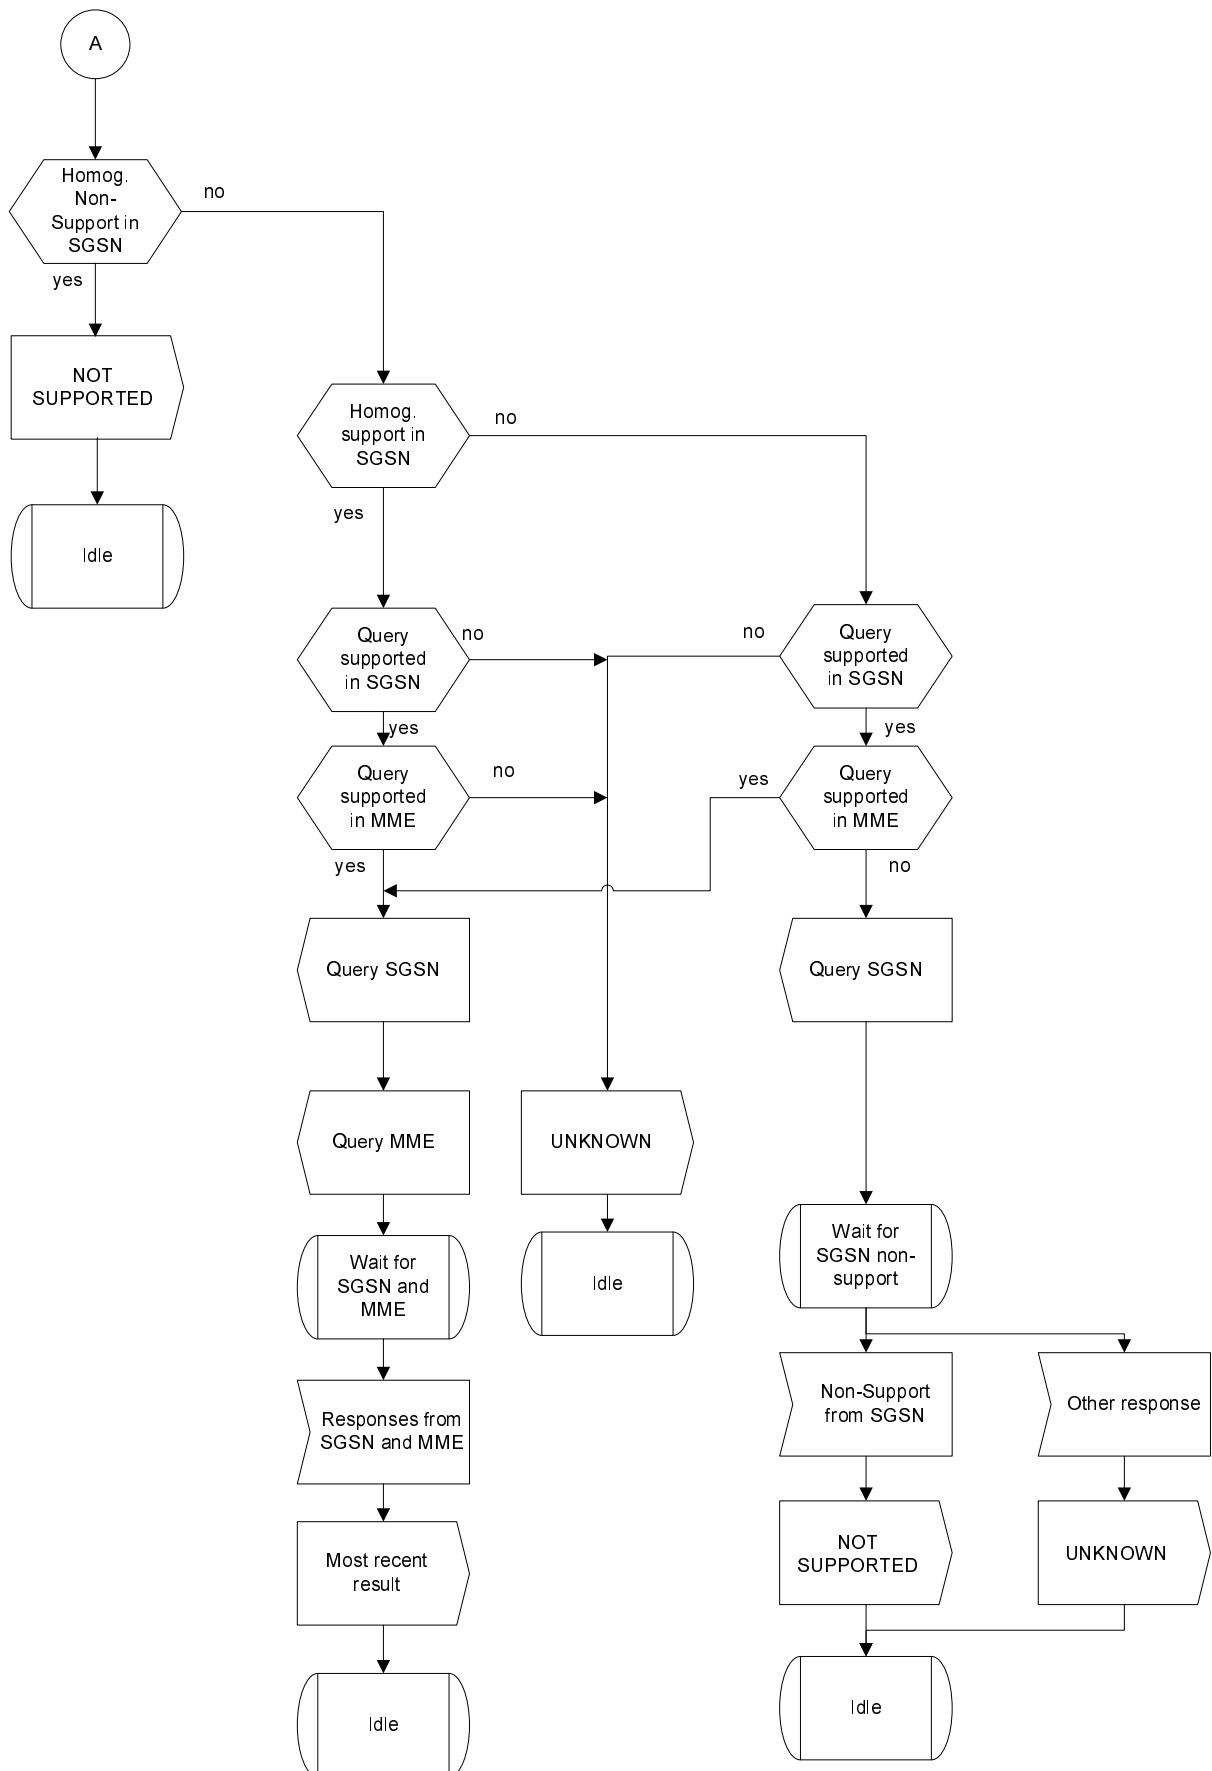 A
Homog.
Non-
Support in
SGSN
no
yes
NOT
SUPPORTED
Idle
Homog.
support in
SGSN
no
yes
Query
supported
in SGSN
no
yes
Query
supported
in MME
no
yes
Query SGSN
Query MME
Wait for
SGSN and
MME
Responses from
SGSN and MME
Most recent
result
Idle
UNKNOWN
Idle
Query
supported
in SGSN
no
yes
Query
supported
in MME
yes
no
Query SGSN
Wait for
SGSN non-
support
Non-Support
from SGSN
Other response
NOT
SUPPORTED
UNKNOWN
Idle